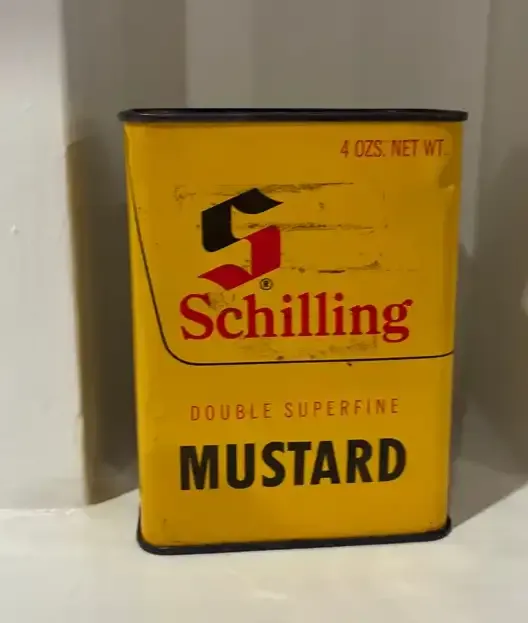 4 OZS. NET WT.
S
®
Schilling
DOUBLE SUPERFINE
MUSTARD